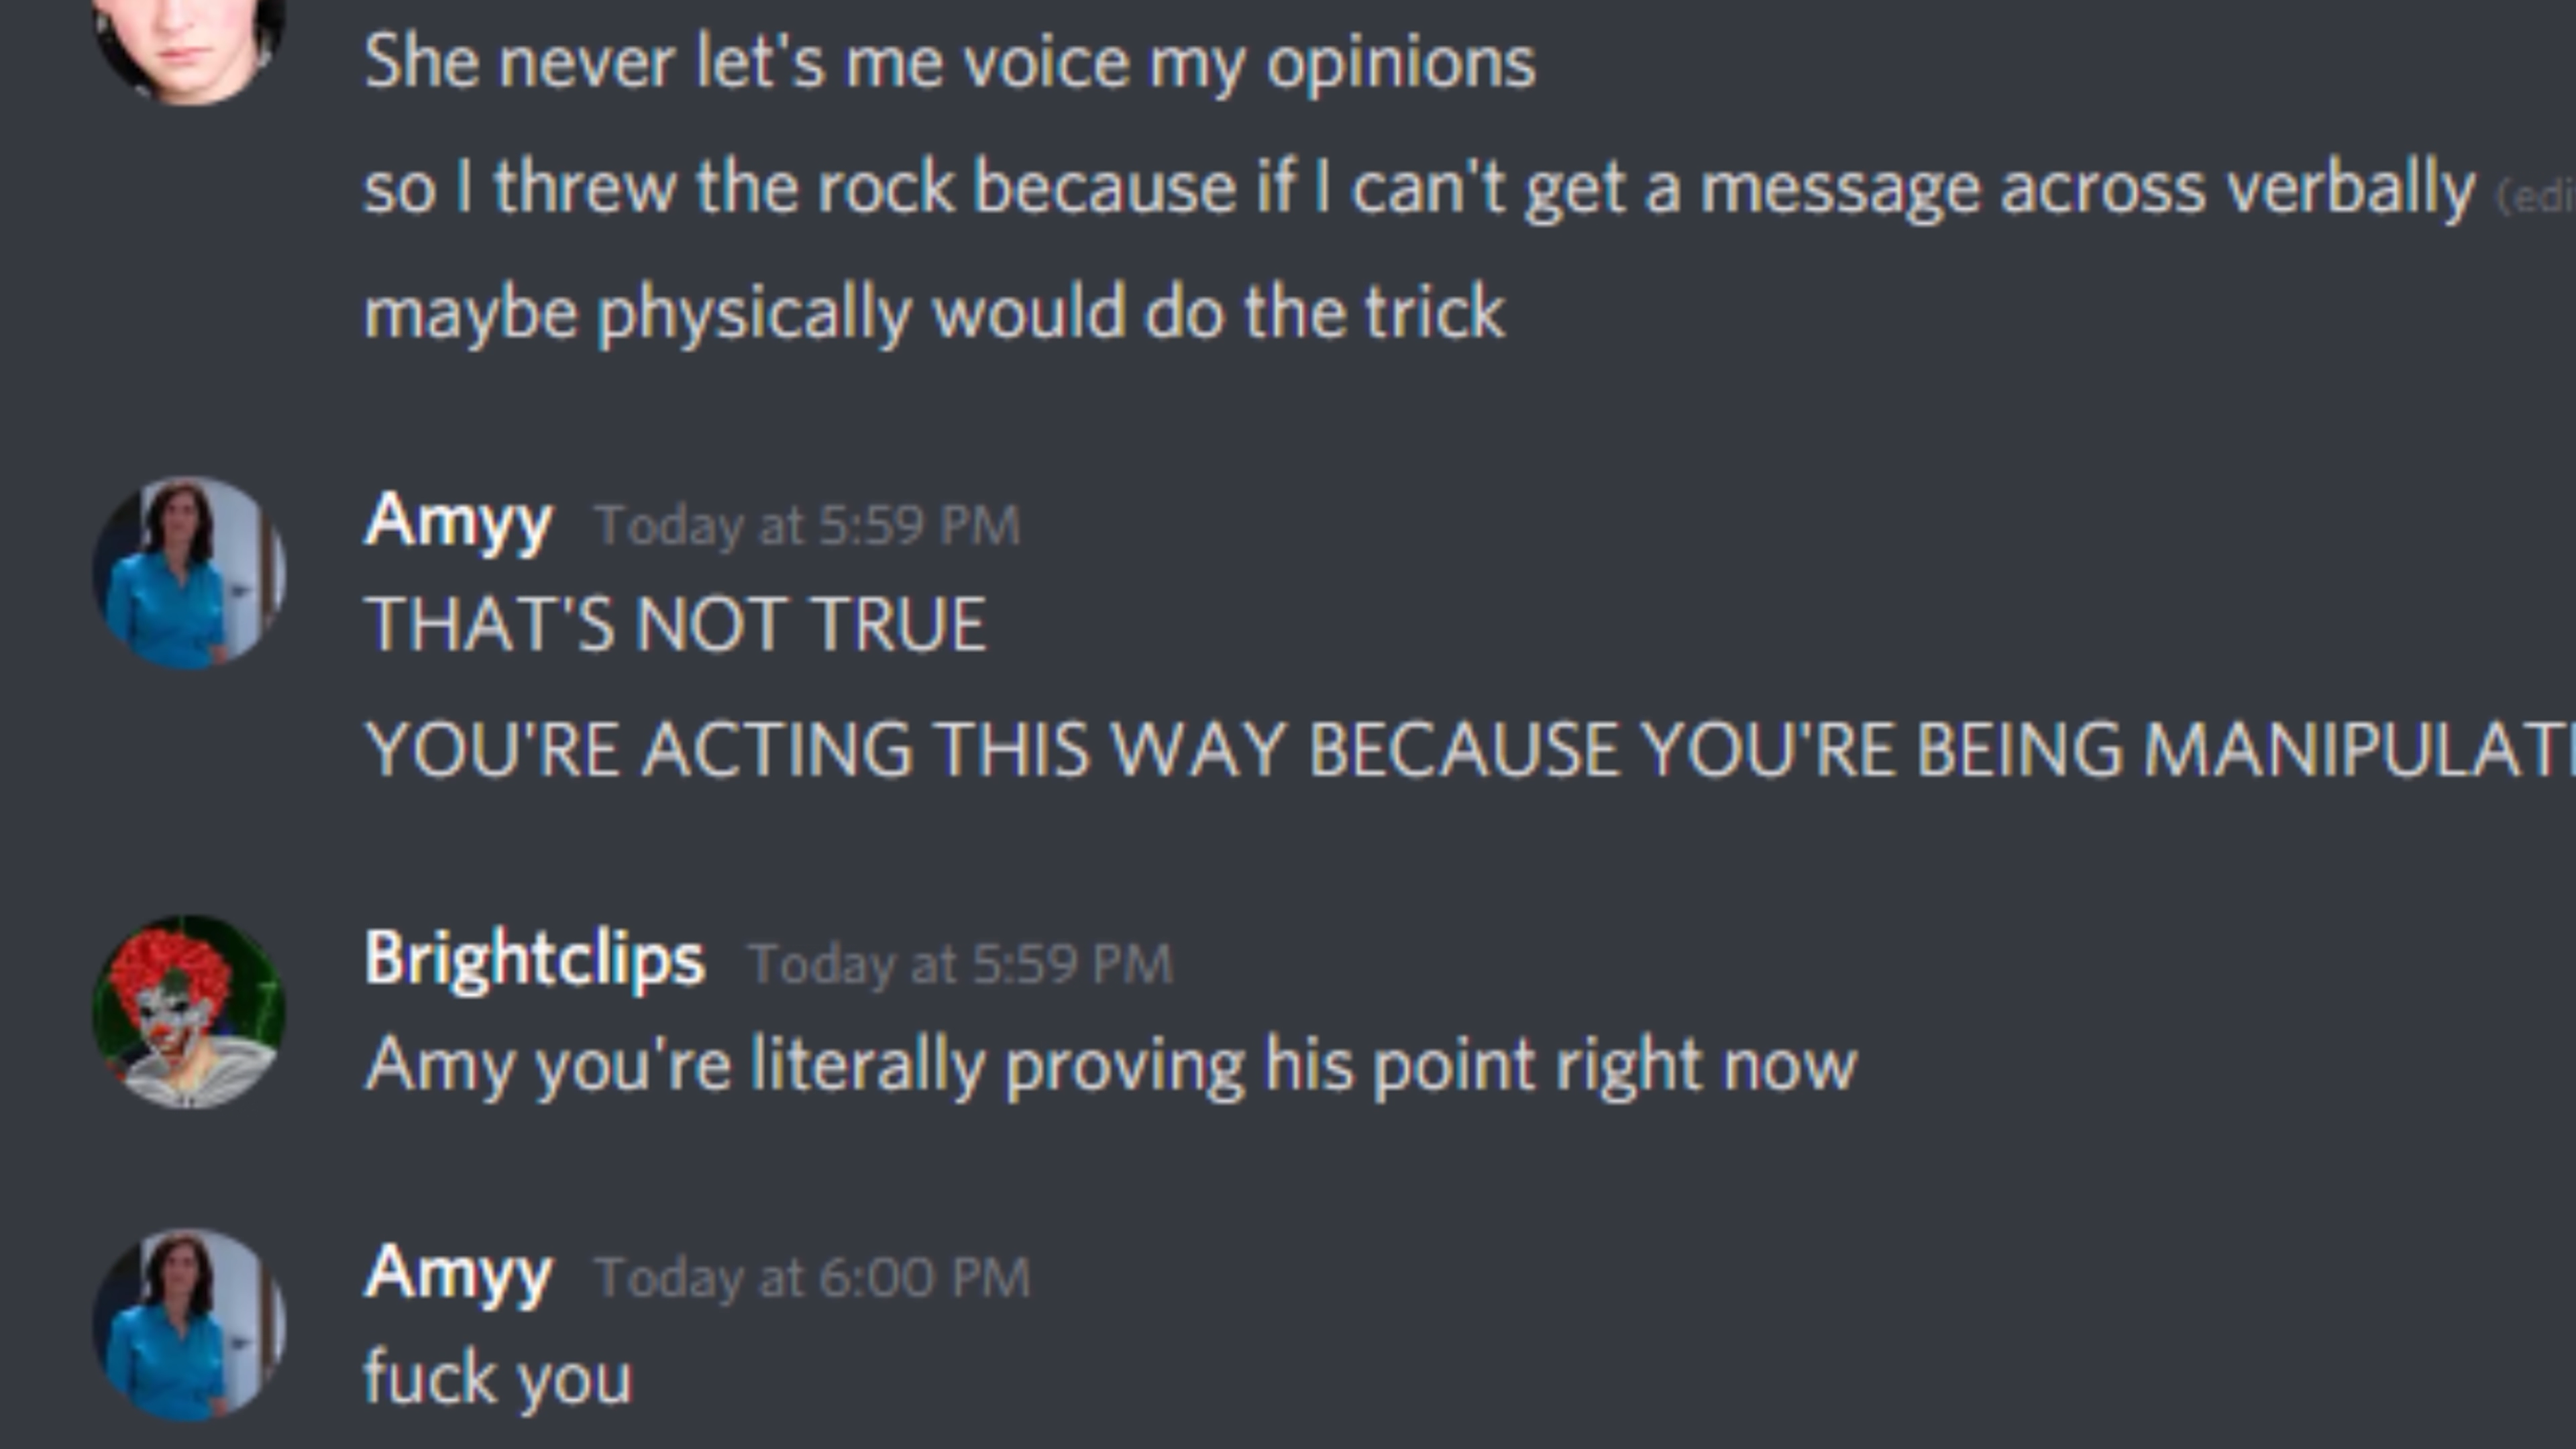 She never let's me voice my opinions
so I threw the rock because if I can't get a message across verbally (edi
maybe physically would do the trick
Amyy Today at 5:59 PM
THAT'S NOT TRUE
YOU'RE ACTING THIS WAY BECAUSE YOU'RE BEING MANIPULAT
Brightclips Today at 5:59 PM
Amy you're literally proving his point right now
Amyy Today at 6:00 PM
fuck you